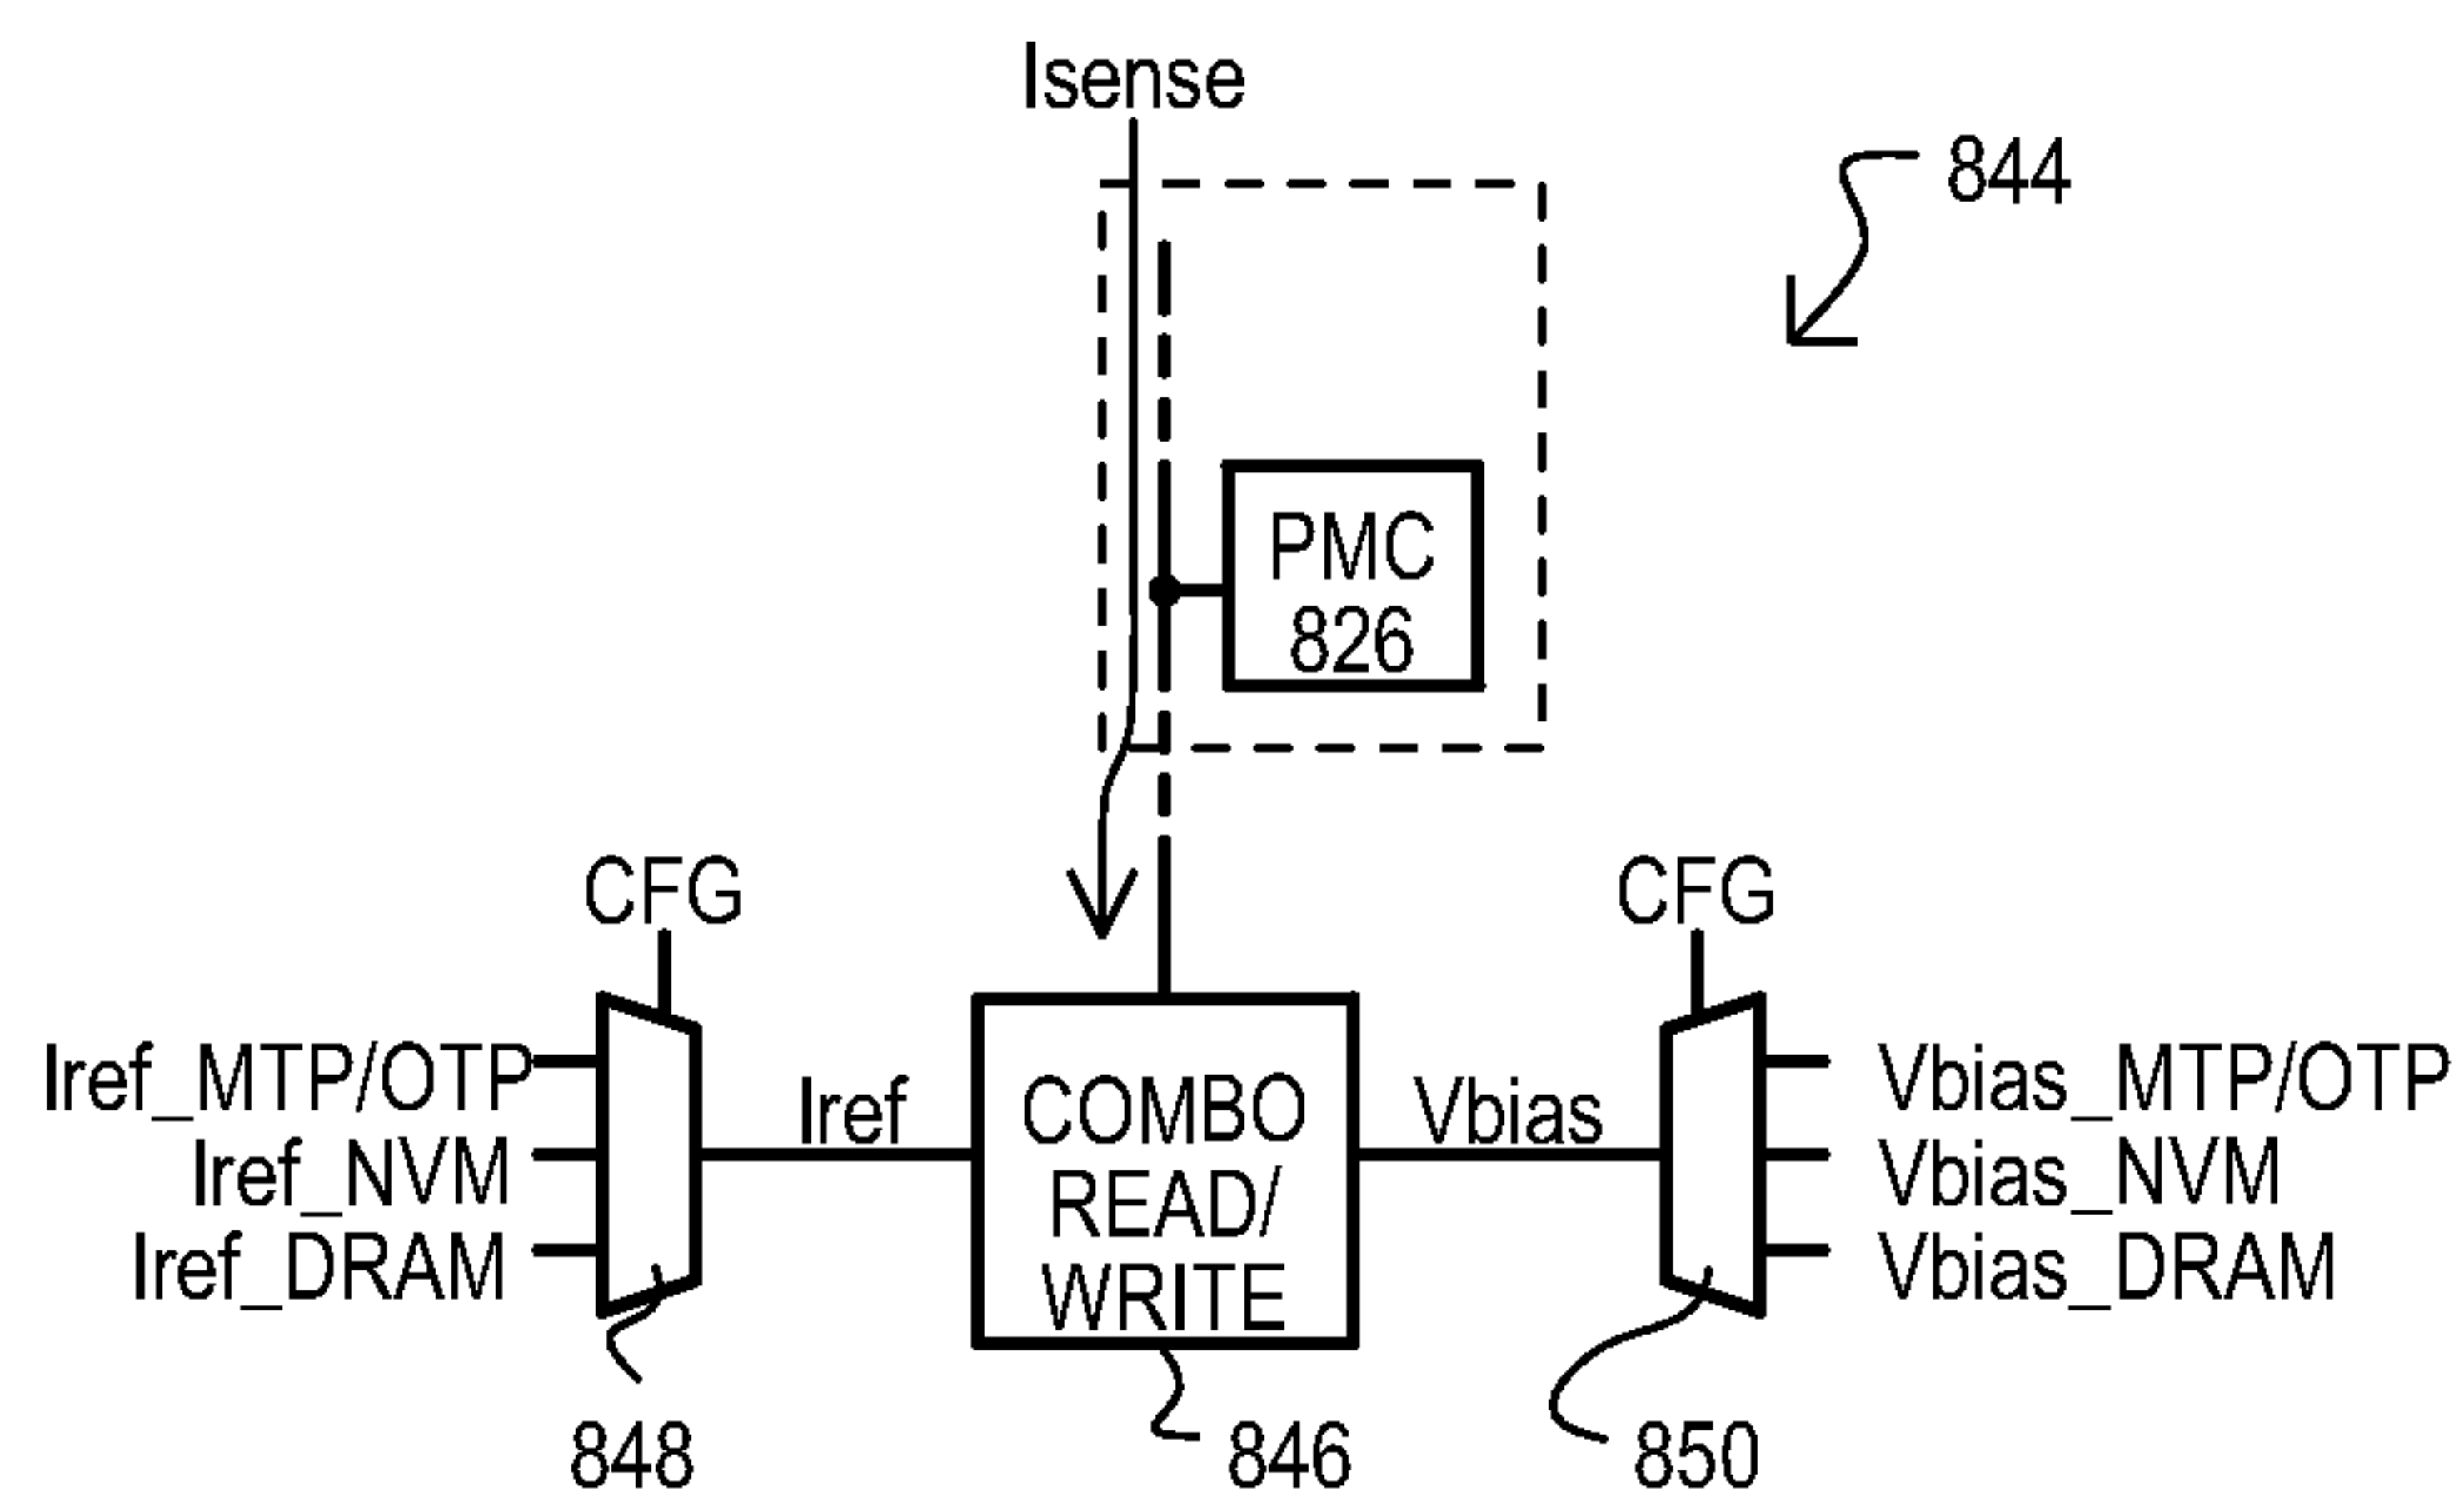 Isense
844
PMC
826
CFG
CFG
Iref_MTP/OTP
Iref_NVM
Iref_DRAM
Iref
COMBO
READ/
WRITE
Vbias
Vbias_MTP/OTP
Vbias_NVM
Vbias_DRAM
848
846
850